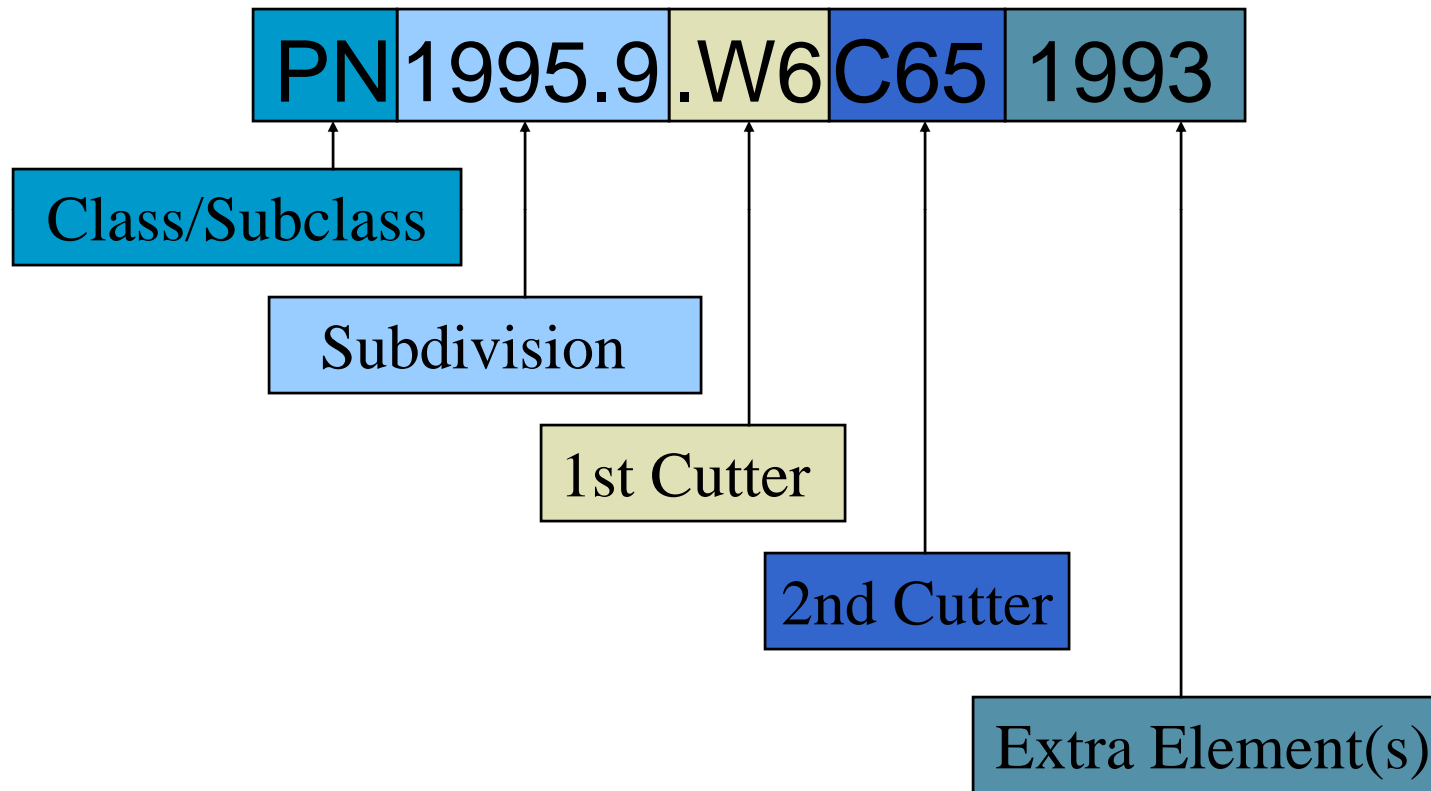 PN1995.9.W6C65 1993
Class/Subclass
Subdivision
1st Cutter
2nd Cutter
Extra Element(s)